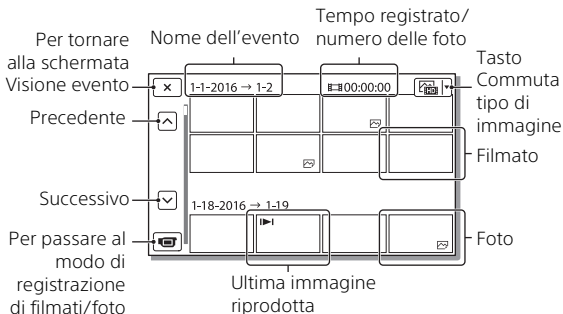 Per tornare
alla schermata
Visione evento
Nome dell'evento
Tempo registrato/
numero delle foto
Tasto
Commuta
tipo di
immagine
1-1-2016 → 1-2
00:00:00
Precedente
Filmato
Successivo
1-18-2016 → 1-19
Per passare al
modo di
registrazione
di filmati/foto
Ultima immagine
riprodotta
Foto